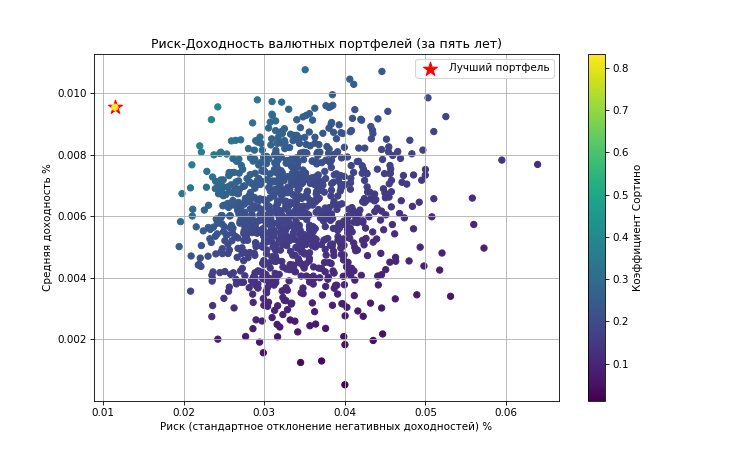 Риск-Доходность валютных портфелей (за пять лет)
Лучший портфель
Средняя доходность %
0.010
0.008
0.006
0.004
0.002
0.01 0.02 0.03 0.04 0.05 0.06
Риск (стандартное отклонение негативных доходностей) %
0.8
0.7
0.6
0.5
0.4
0.3
0.2
0.1
Коэффициент Сортино